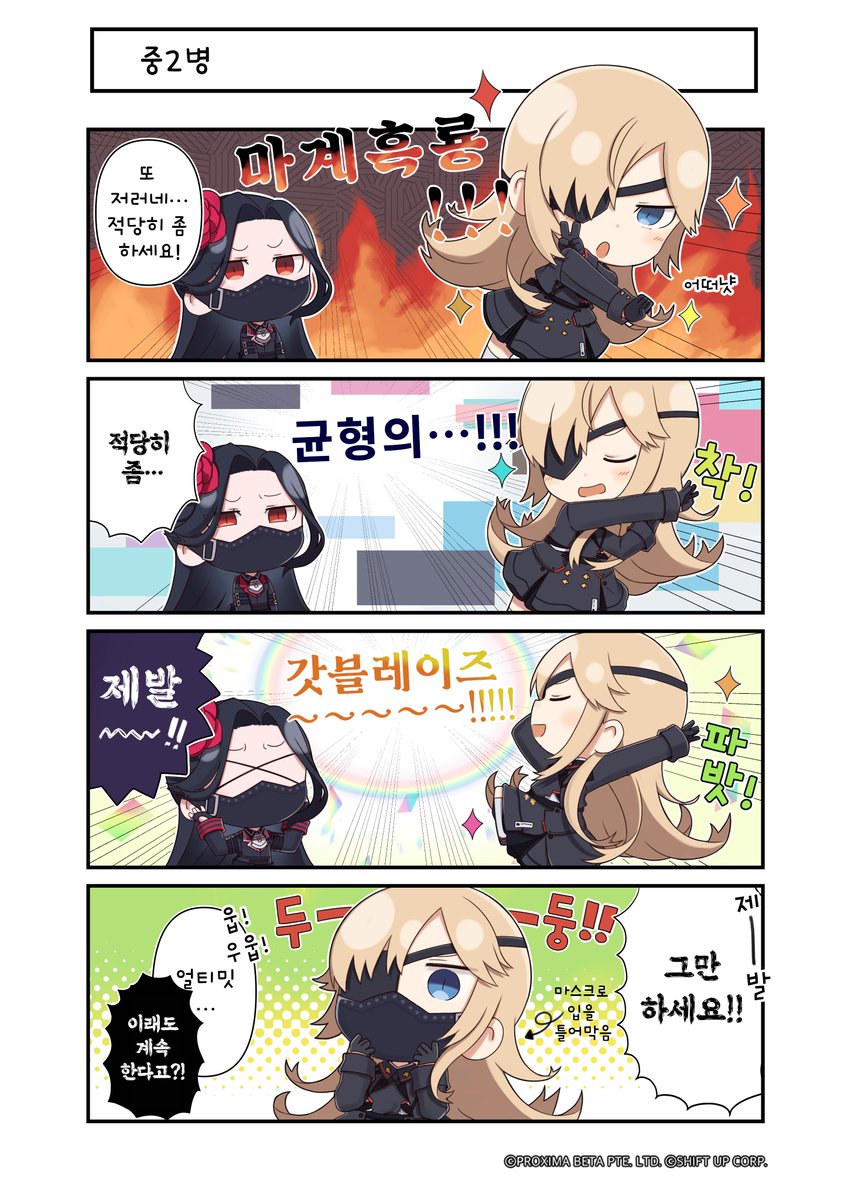 중2병
또
저러네…
적당히 좀
하세요!
마계흑룡
!!!
어떠냣
적당히
좀…
균형의…!!!
착!
제발
~~!!
갓블레이즈
~~~~~!!!!!
파
밧!
제
ㅡ
발
그만
하세요!!
두ㅡㅡ둥!!
웁!
우웁!
얼티밋
…
마스크로
입을
틀어막음
이래도
계속
한다고?!
©PROXIMA BETA PTE. LTD. ©SHIFT UP CORP.